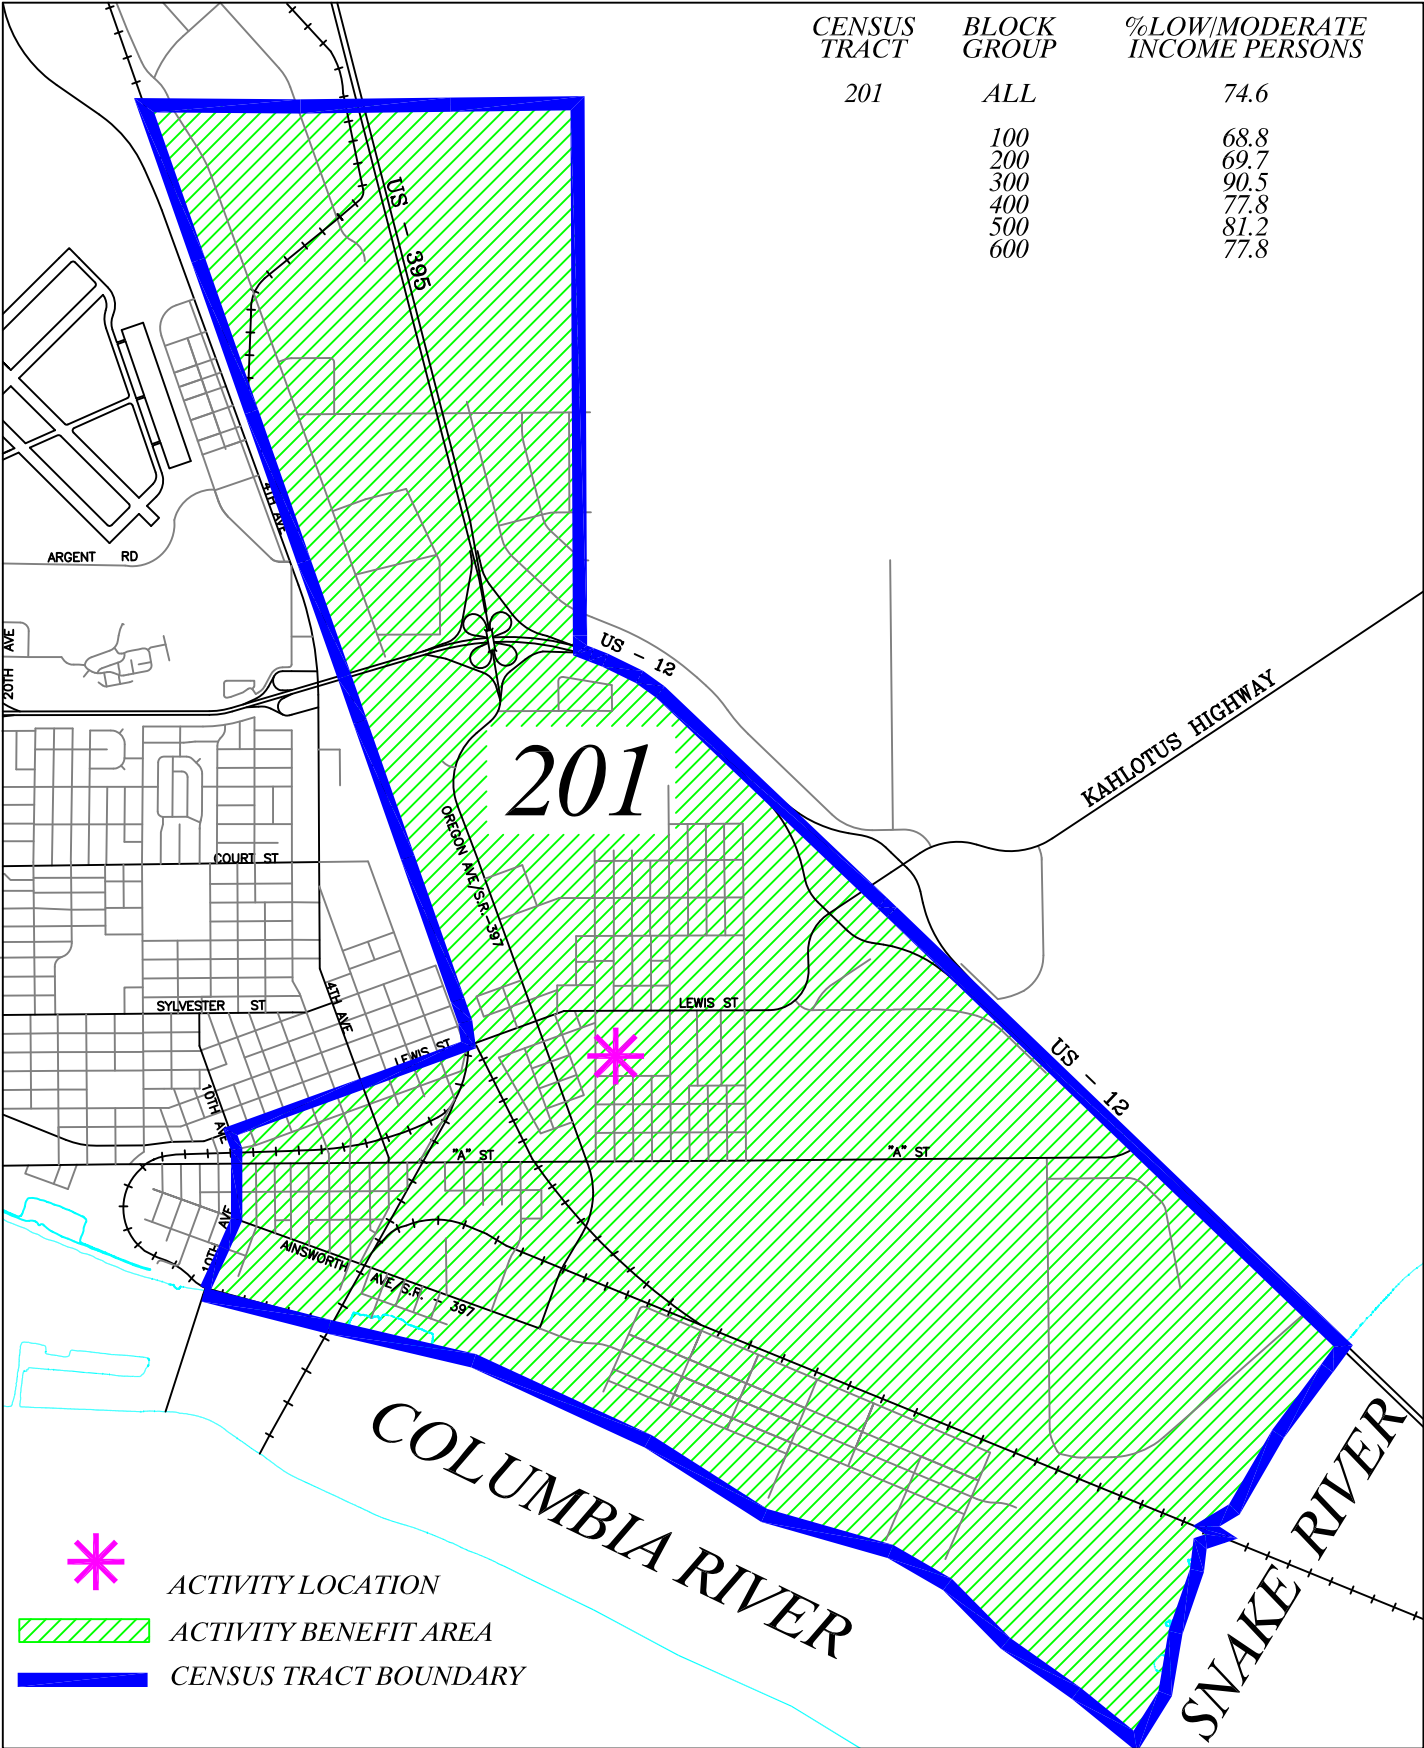 CENSUS TRACT BLOCK GROUP %LOW/MODERATE INCOME PERSONS
201 ALL 74.6
100 68.8
200 69.7
300 90.5
400 77.8
500 81.2
600 77.8
US - 395
4TH AVE
ARGENT RD
20TH AVE
US - 12
KAHLOTUS HIGHWAY
201
OREGON AVE/S.R.-397
COURT ST
SYLVESTER ST
4TH AVE
LEWIS ST
LEWIS ST
US - 12
10TH AVE
"A" ST
"A" ST
10TH AVE
AINSWORTH AVE/S.R. - 397
COLUMBIA RIVER
SNAKE RIVER
ACTIVITY LOCATION
ACTIVITY BENEFIT AREA
CENSUS TRACT BOUNDARY